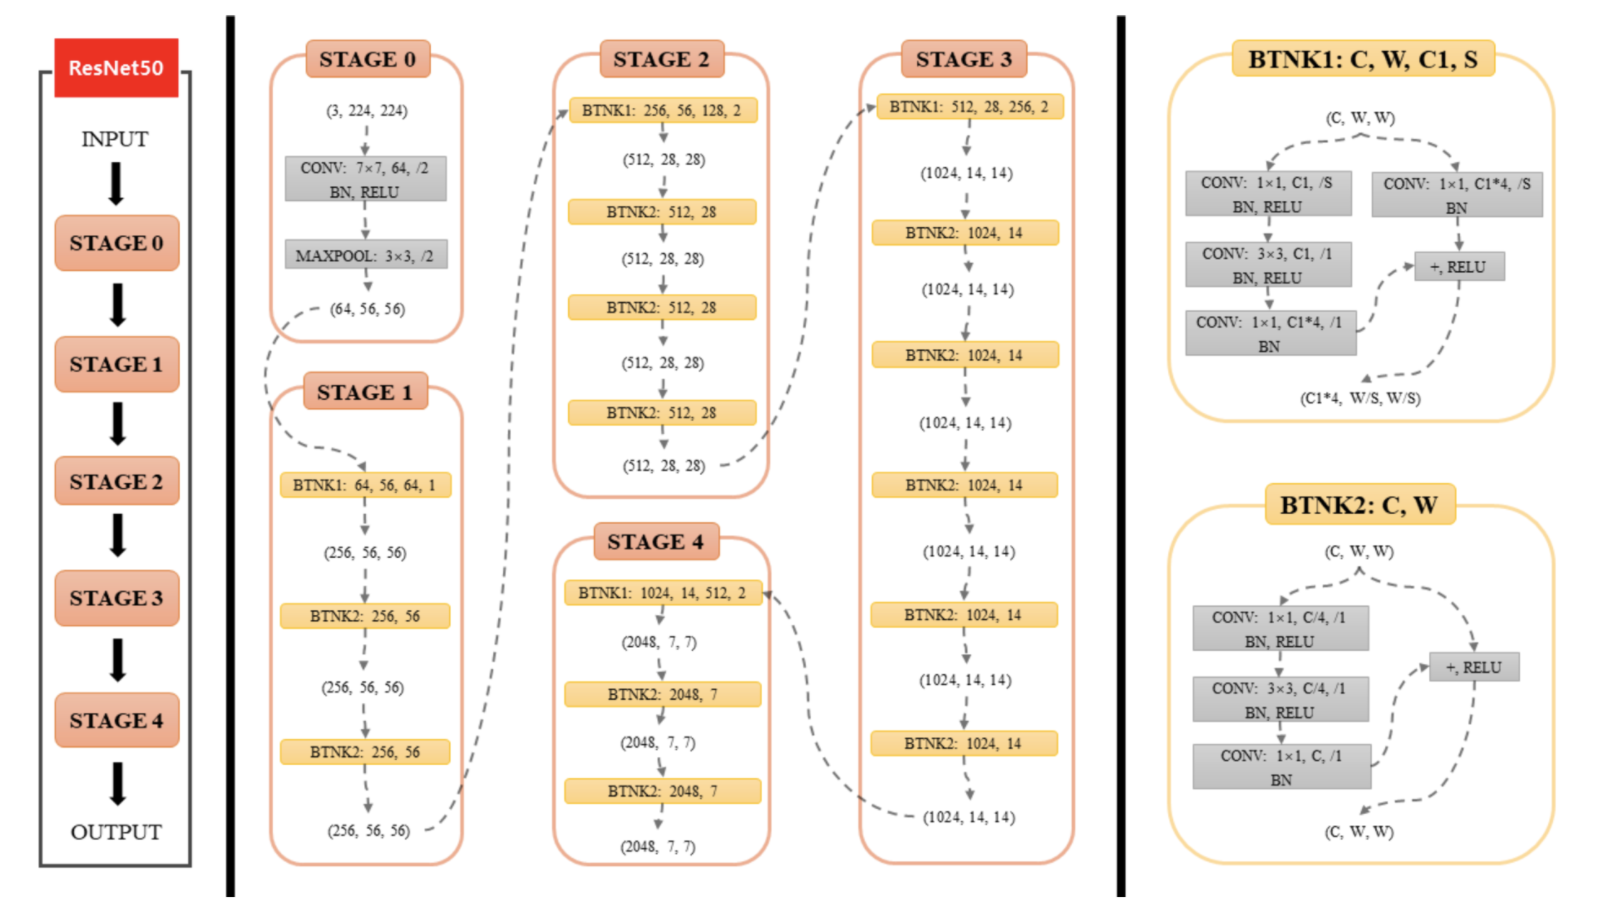 ResNet50
INPUT
STAGE 0
STAGE 1
STAGE 2
STAGE 3
STAGE 4
OUTPUT
STAGE 0
(3, 224, 224)
CONV: 7×7, 64, /2
BN, RELU
MAXPOOL: 3×3, /2
(64, 56, 56)
STAGE 1
BTNK1: 64, 56, 64, 1
(256, 56, 56)
BTNK2: 256, 56
(256, 56, 56)
BTNK2: 256, 56
(256, 56, 56)
STAGE 2
BTNK1: 256, 56, 128, 2
(512, 28, 28)
BTNK2: 512, 28
(512, 28, 28)
BTNK2: 512, 28
(512, 28, 28)
BTNK2: 512, 28
(512, 28, 28)
STAGE 3
BTNK1: 512, 28, 256, 2
(1024, 14, 14)
BTNK2: 1024, 14
(1024, 14, 14)
BTNK2: 1024, 14
(1024, 14, 14)
BTNK2: 1024, 14
(1024, 14, 14)
BTNK2: 1024, 14
(1024, 14, 14)
BTNK2: 1024, 14
(1024, 14, 14)
STAGE 4
BTNK1: 1024, 14, 512, 2
(2048, 7, 7)
BTNK2: 2048, 7
(2048, 7, 7)
BTNK2: 2048, 7
(2048, 7, 7)
BTNK1: C, W, C1, S
(C, W, W)
CONV: 1×1, C1, /S
BN, RELU
CONV: 3×3, C1, /1
BN, RELU
CONV: 1×1, C1*4, /1
BN
CONV: 1×1, C1*4, /S
BN
+, RELU
(C1*4, W/S, W/S)
BTNK2: C, W
(C, W, W)
CONV: 1×1, C/4, /1
BN, RELU
CONV: 3×3, C/4, /1
BN, RELU
CONV: 1×1, C, /1
BN
+, RELU
(C, W, W)